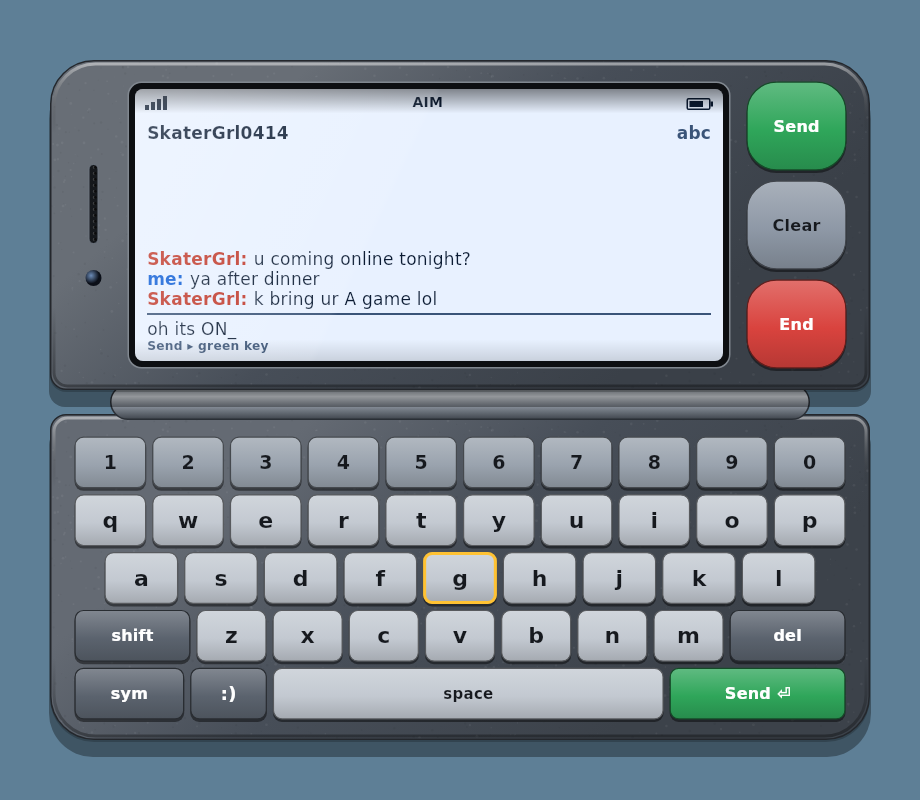 AIM
SkaterGrl0414 abc
SkaterGrl: u coming online tonight?
me: ya after dinner
SkaterGrl: k bring ur A game lol
oh its ON_
Send ▸ green key
Send
Clear
End
1 2 3 4 5 6 7 8 9 0
q w e r t y u i o p
a s d f g h j k l
shift z x c v b n m del
sym :) space Send ⏎